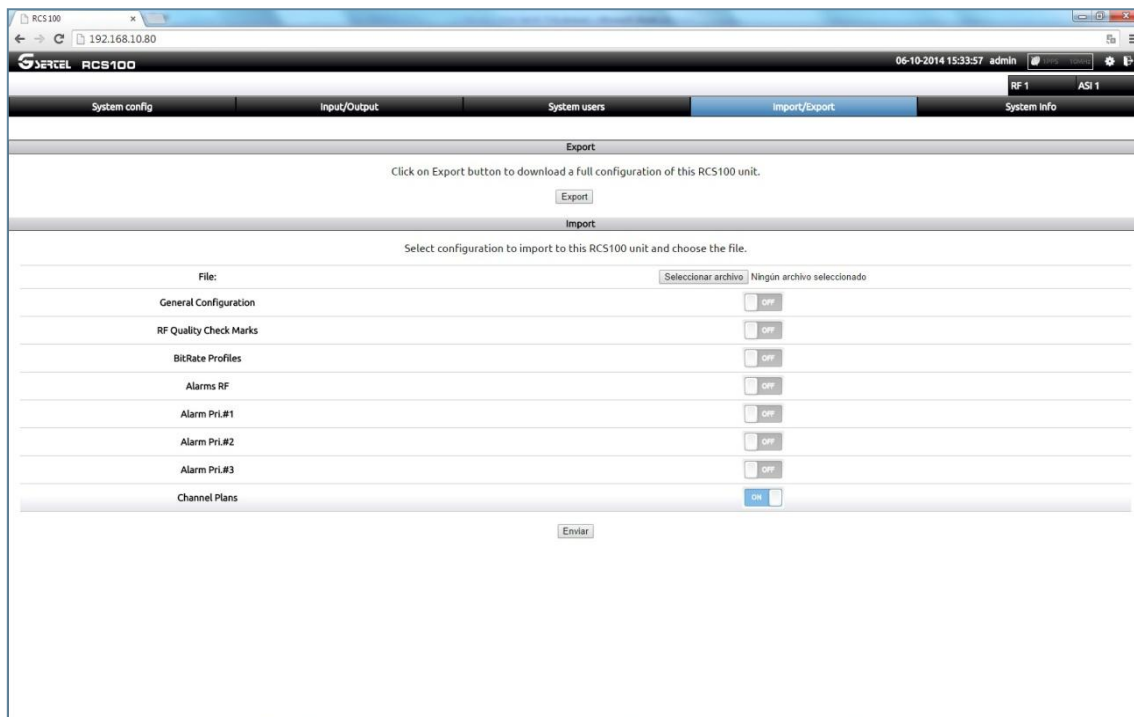 RCS100
192.168.10.80
SERTEL RCS100
06-10-2014 15:33:57 admin 1PPS 10MHz
RF 1 ASI 1
System config Input/Output System users Import/Export System Info
Export
Click on Export button to download a full configuration of this RCS100 unit.
Export
Import
Select configuration to import to this RCS100 unit and choose the file.
File: Seleccionar archivo Ningún archivo seleccionado
General Configuration OFF
RF Quality Check Marks OFF
BitRate Profiles OFF
Alarms RF OFF
Alarm Pri.#1 OFF
Alarm Pri.#2 OFF
Alarm Pri.#3 OFF
Channel Plans ON
Enviar